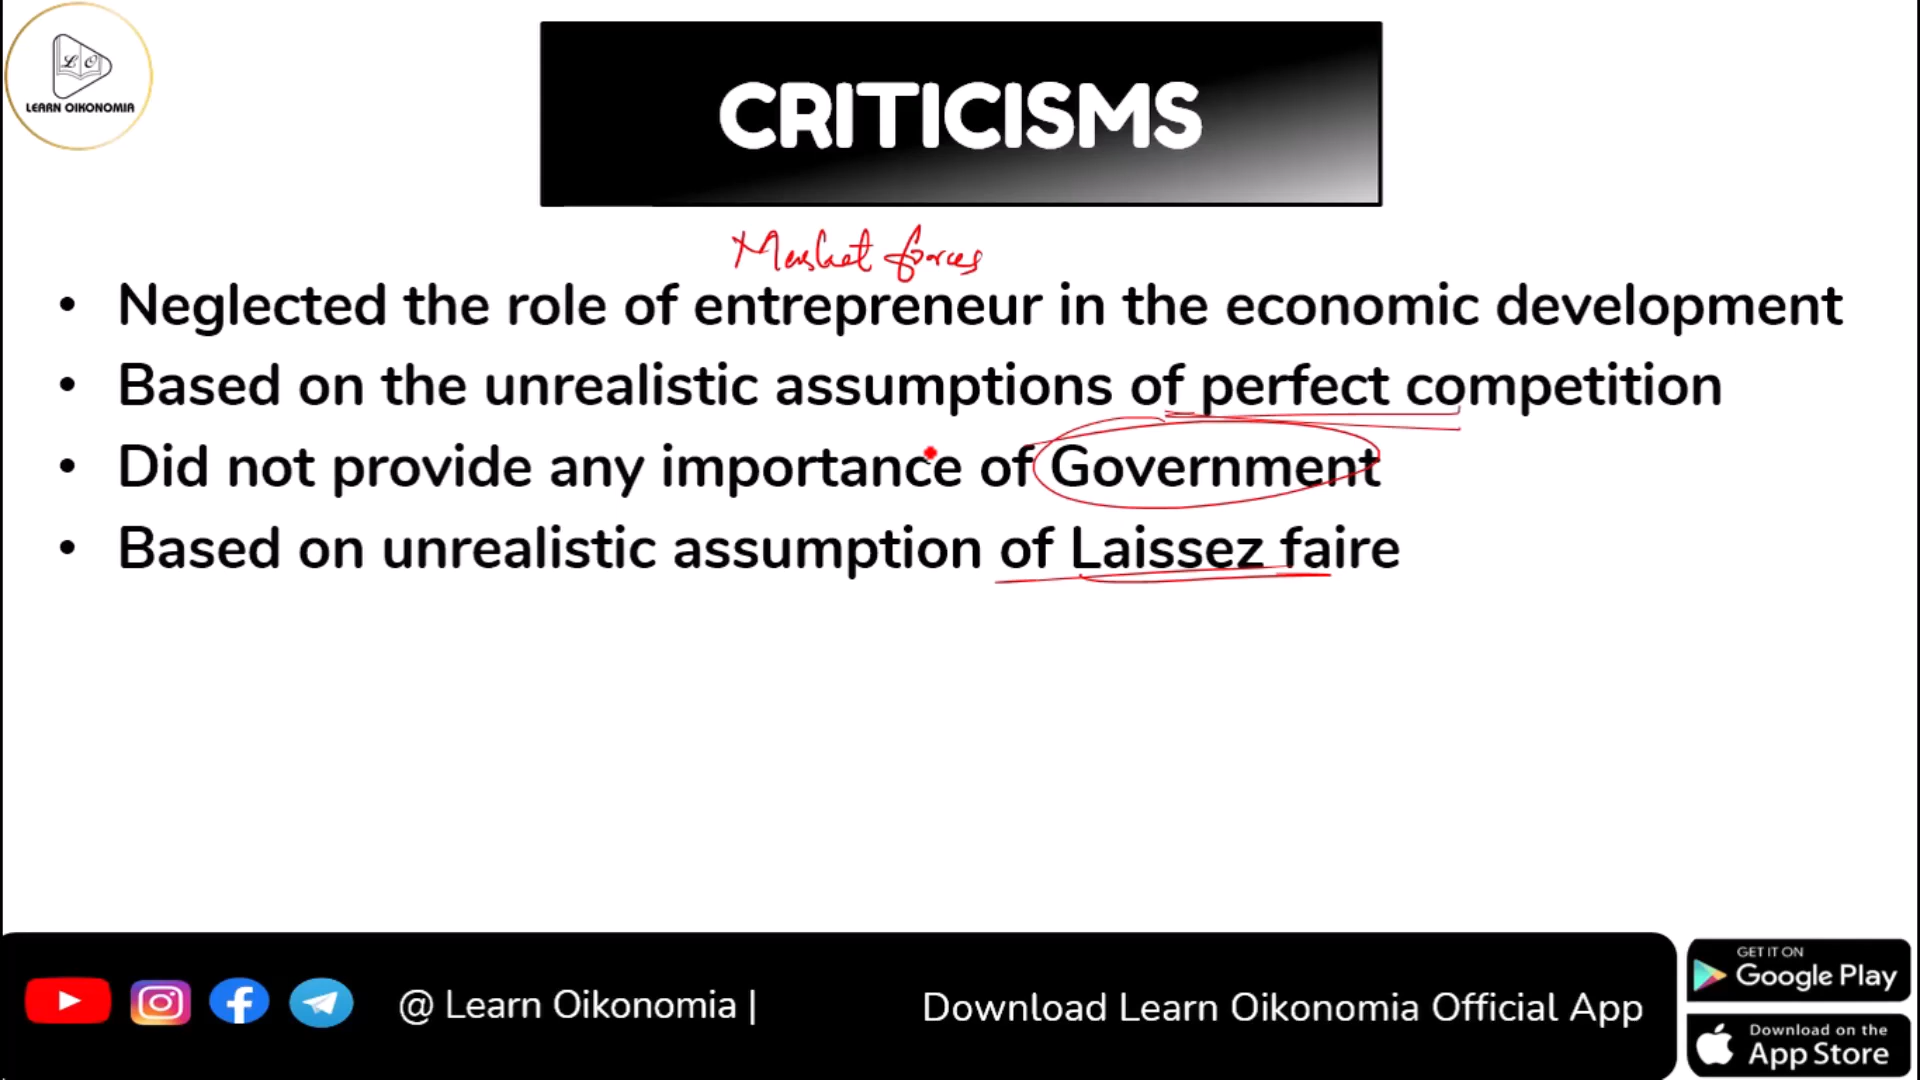 LO
LEARN OIKONOMIA
CRITICISMS
Market forces
• Neglected the role of entrepreneur in the economic development
• Based on the unrealistic assumptions of perfect competition
• Did not provide any importance of Government
• Based on unrealistic assumption of Laissez faire
@ Learn Oikonomia |
Download Learn Oikonomia Official App
GET IT ON
Google Play
Download on the
App Store